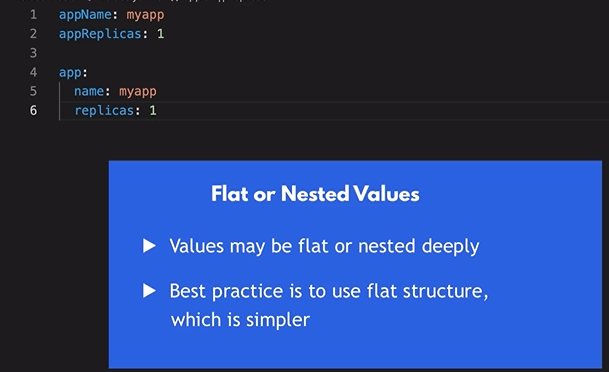 1 appName: myapp
2 appReplicas: 1
3
4 app:
5 name: myapp
6 replicas: 1
Flat or Nested Values
▶ Values may be flat or nested deeply
▶ Best practice is to use flat structure,
which is simpler